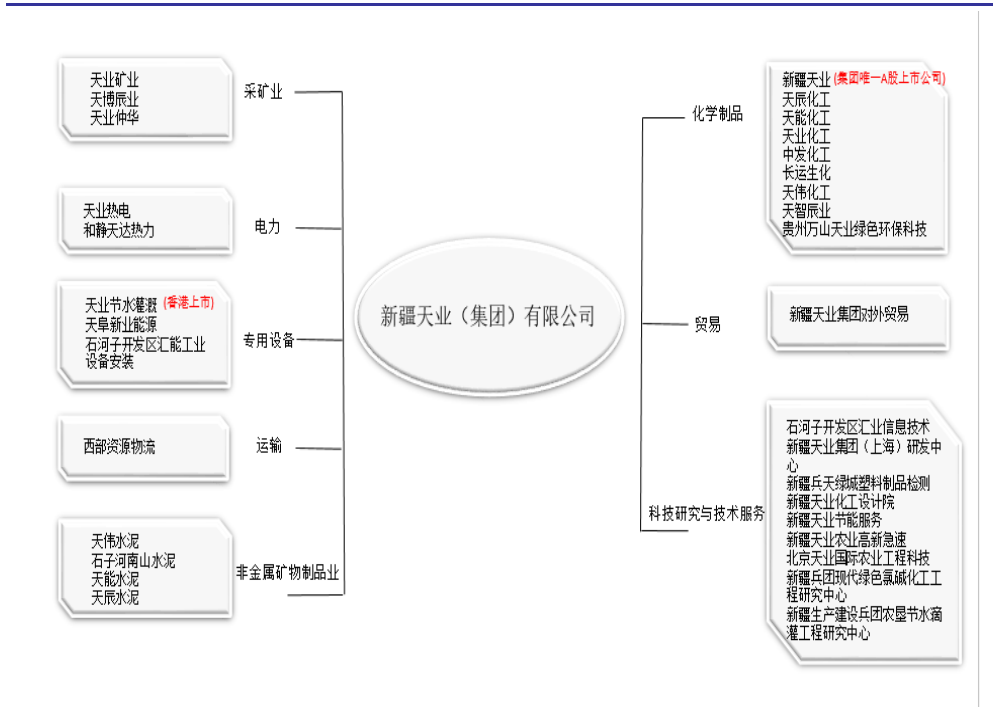 天业矿业
天博辰业
天业仲华
采矿业
天业热电
和静天达热力
电力
天业节水灌溉 (香港上市)
天阜新业能源
石河子开发区汇能工业
设备安装
专用设备
西部资源物流
运输
天伟水泥
石子河南山水泥
天能水泥
天辰水泥
非金属矿物制品业
新疆天业（集团）有限公司
化学制品
新疆天业 (集团唯一A股上市公司)
天辰化工
天能化工
天业化工
中发化工
长运生化
天伟化工
天智辰业
贵州万山天业绿色环保科技
贸易
新疆天业集团对外贸易
科技研究与技术服务
石河子开发区汇业信息技术
新疆天业集团（上海）研发中
心
新疆兵天绿城塑料制品检测
新疆天业化工设计院
新疆天业节能服务
新疆天业农业高新急速
北京天业国际农业工程科技
新疆兵团现代绿色氯碱化工工
程研究中心
新疆生产建设兵团农垦节水滴
灌工程研究中心